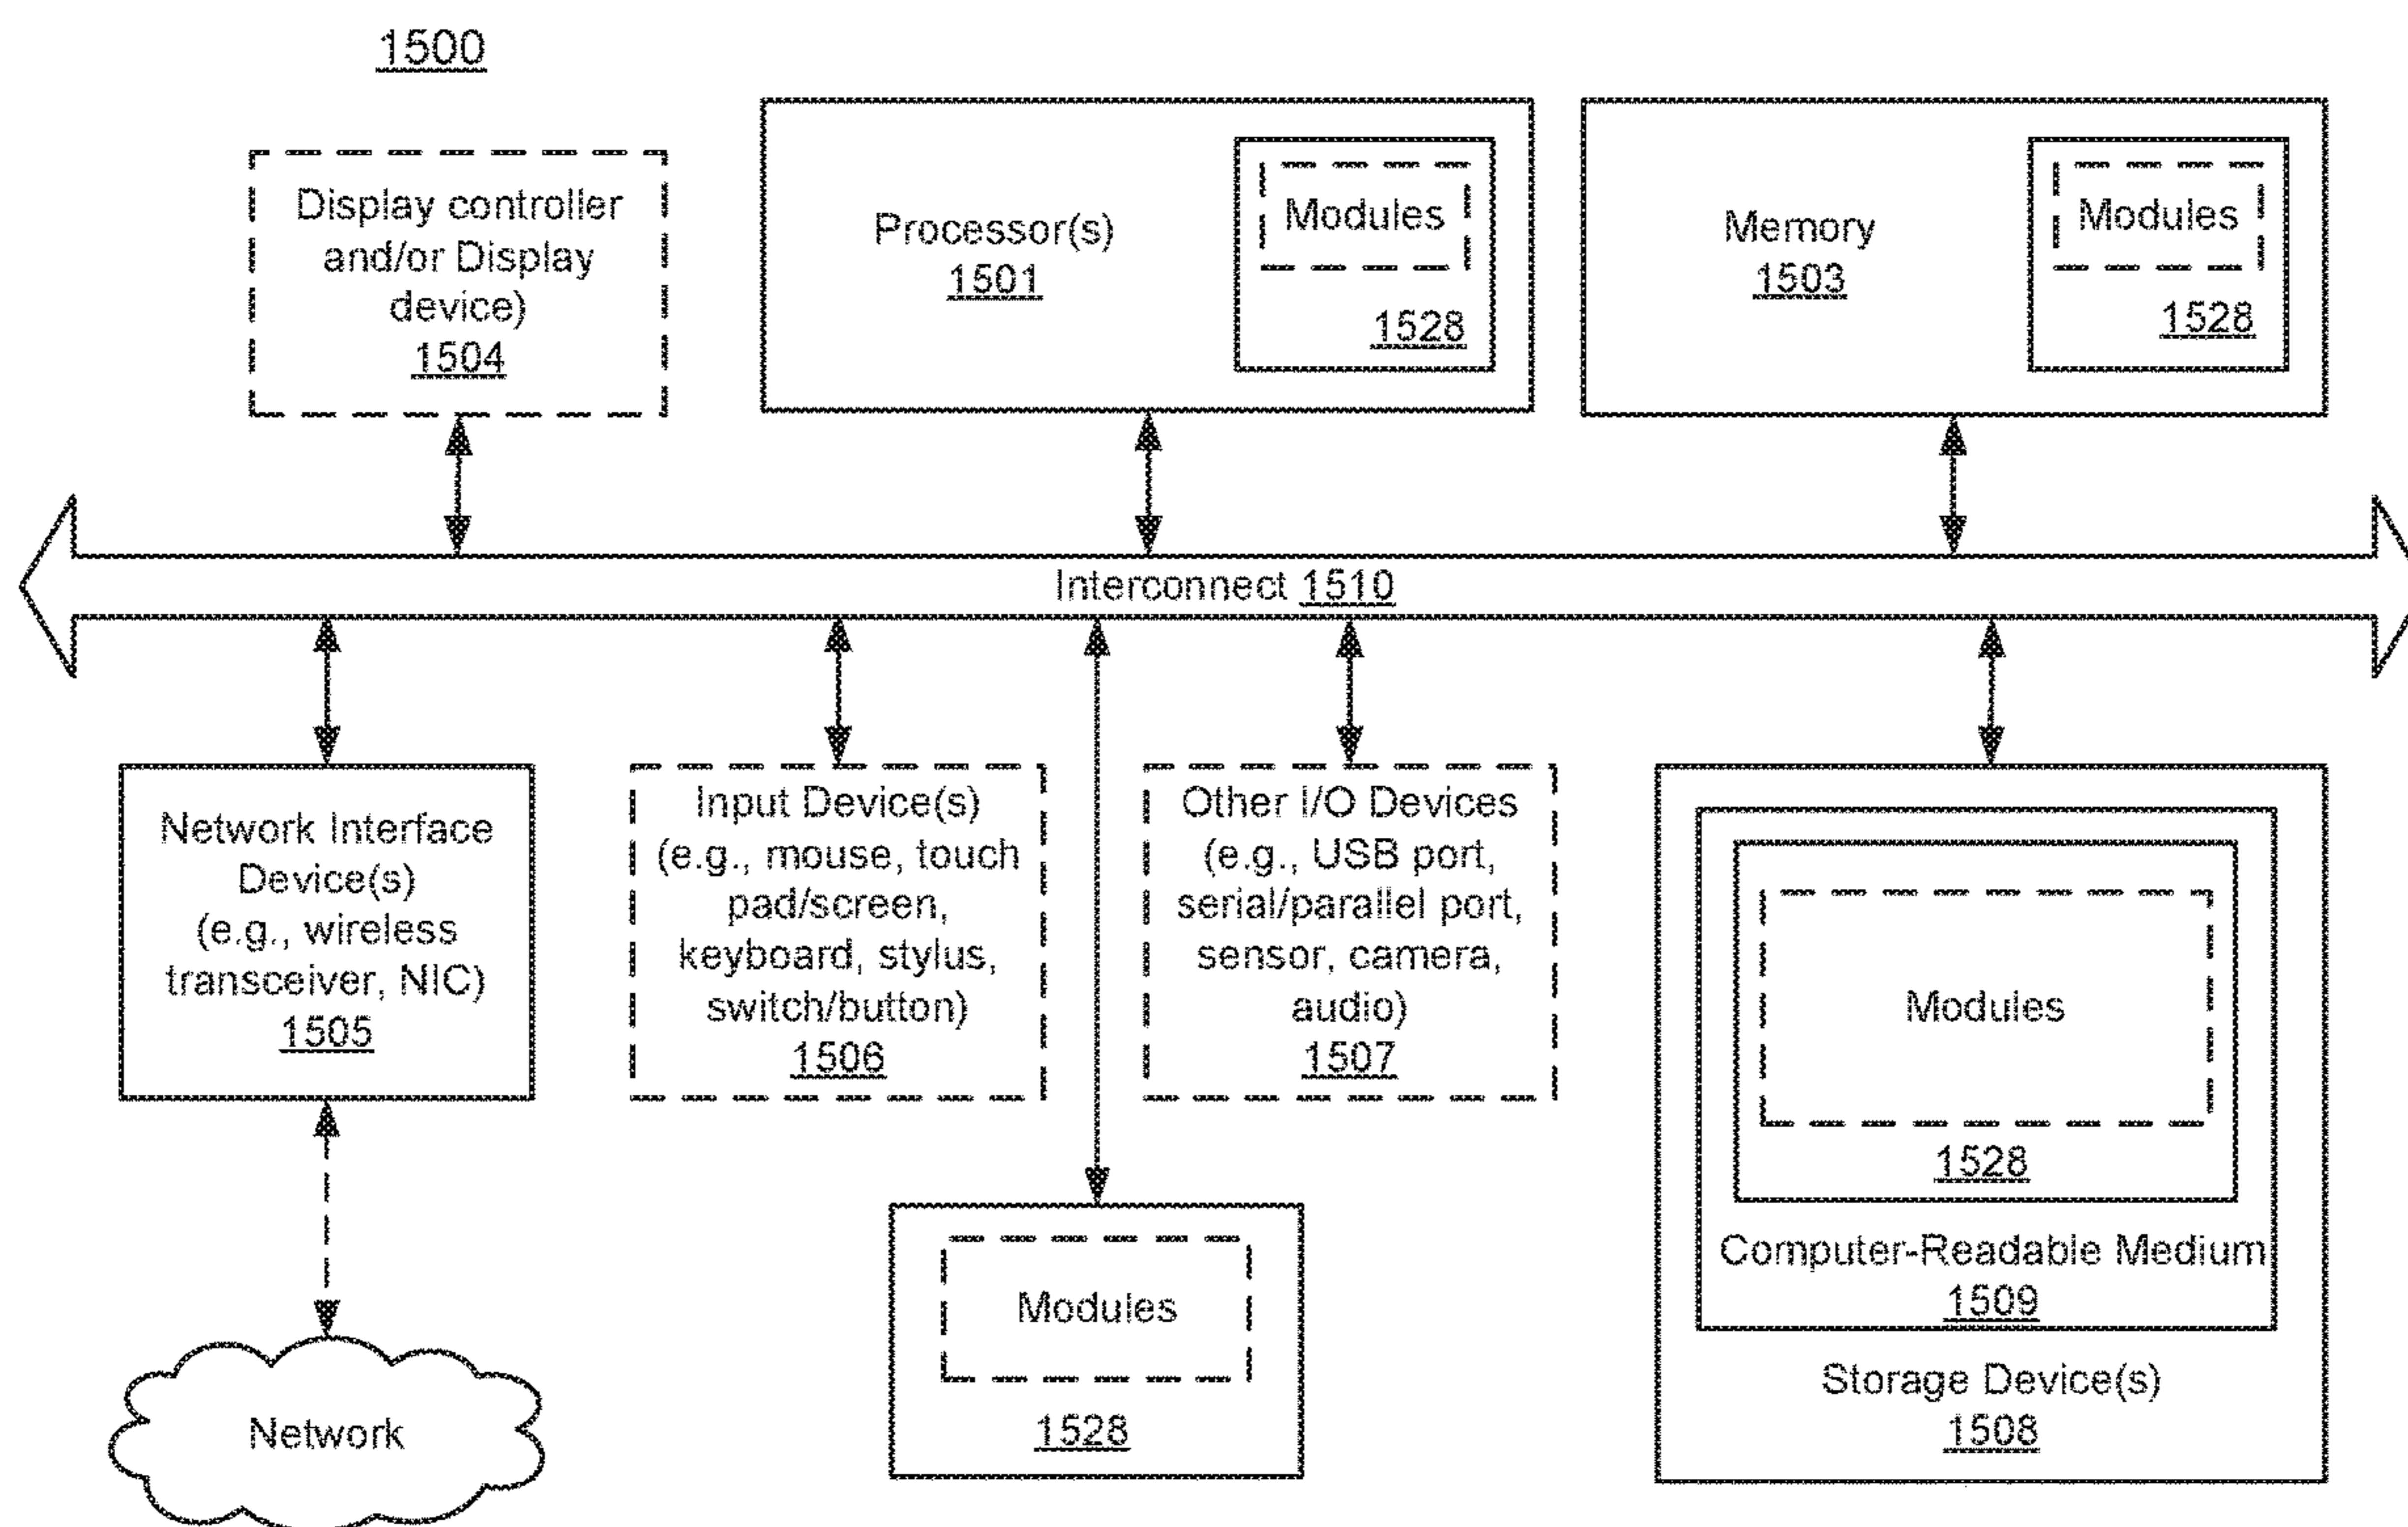 1500
Display controller
and/or Display
device)
1504
Processor(s)
1501
Modules
1528
Memory
1503
Modules
1528
Interconnect 1510
Network Interface
Device(s)
(e.g., wireless
transceiver, NIC)
1505
Input Device(s)
(e.g., mouse, touch
pad/screen,
keyboard, stylus,
switch/button)
1506
Other I/O Devices
(e.g., USB port,
serial/parallel port,
sensor, camera,
audio)
1507
Modules
1528
Computer-Readable Medium
1509
Storage Device(s)
1508
Modules
1528
Network